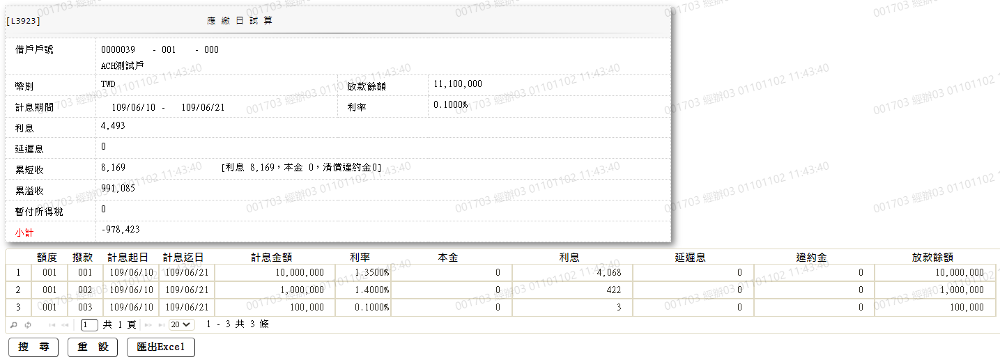 [L3923] 應 繳 日 試 算
借戶戶號 0000039 - 001 - 000
ACH測試戶
幣別 TWD 放款餘額 11,100,000
計息期間 109/06/10 - 109/06/21 利率 0.1000%
利息 4,493
延遲息 0
累短收 8,169 [利息 8,169，本金 0，清償違約金0]
累溢收 991,085
暫付所得稅 0
小計 -978,423
額度 撥款 計息起日 計息迄日 計息金額 利率 本金 利息 延遲息 違約金 放款餘額
1 001 001 109/06/10 109/06/21 10,000,000 1.3500% 0 4,068 0 0 10,000,000
2 001 002 109/06/10 109/06/21 1,000,000 1.4000% 0 422 0 0 1,000,000
3 001 003 109/06/10 109/06/21 100,000 0.1000% 0 3 0 0 100,000
1 共 1 頁 20 1 - 3 共 3 條
搜 尋 重 設 匯出Excel
001703 經辦03 01101102 11:43:40